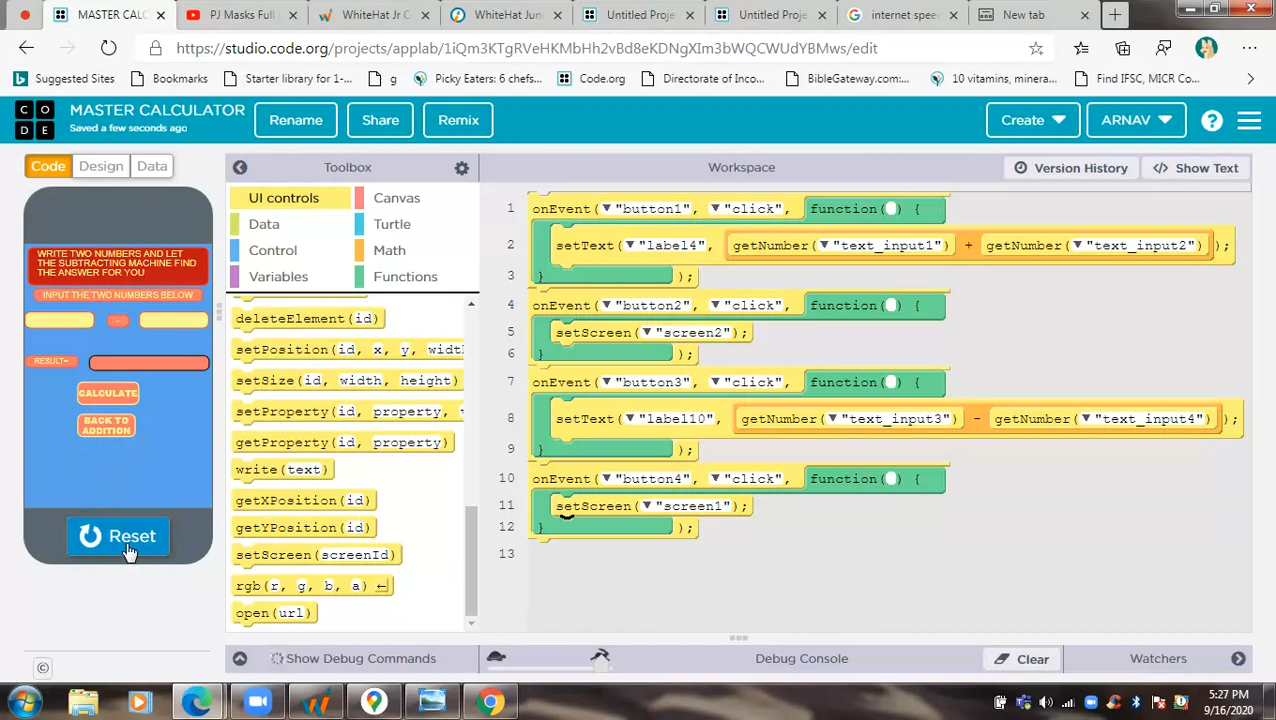 MASTER CALC
PJ Masks Full
WhiteHat Jr C
WhiteHat Jun
Untitled Proje
Untitled Proje
internet spee
New tab
https://studio.code.org/projects/applab/1iQm3KTgRVeHKMbHh2vBd8eKDNgXIm3bWQCWUdYBMws/edit
Suggested Sites
Bookmarks
Starter library for 1-...
g
Picky Eaters: 6 chefs...
Code.org
Directorate of Inco...
BibleGateway.com:...
10 vitamins, minera...
Find IFSC, MICR Co...
C O
D E
MASTER CALCULATOR
Saved a few seconds ago
Rename
Share
Remix
Create
ARNAV
?
Code
Design
Data
Toolbox
Workspace
Version History
</> Show Text
WRITE TWO NUMBERS AND LET
THE SUBTRACTING MACHINE FIND
THE ANSWER FOR YOU
INPUT THE TWO NUMBERS BELOW
-
RESULT=
CALCULATE
BACK TO
ADDITION
Reset
UI controls
Canvas
Data
Turtle
Control
Math
Variables
Functions
deleteElement(id)
setPosition(id, x, y, width
setSize(id, width, height)
setProperty(id, property, v
getProperty(id, property)
write(text)
getXPosition(id)
getYPosition(id)
setScreen(screenId)
rgb(r, g, b, a)
open(url)
1 onEvent("button1", "click", function() {
2 setText("label4", getNumber("text_input1") + getNumber("text_input2"));
3 });
4 onEvent("button2", "click", function() {
5 setScreen("screen2");
6 });
7 onEvent("button3", "click", function() {
8 setText("label10", getNumber("text_input3") - getNumber("text_input4"));
9 });
10 onEvent("button4", "click", function() {
11 setScreen("screen1");
12 });
13
Show Debug Commands
Debug Console
Clear
Watchers
©
5:27 PM
9/16/2020